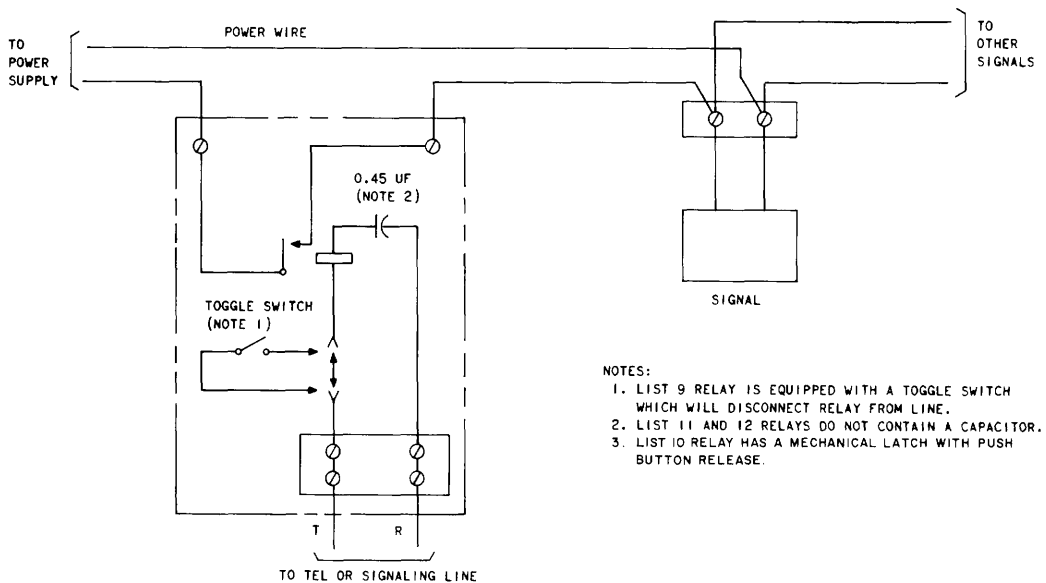 TO
POWER
SUPPLY
POWER WIRE
TO
OTHER
SIGNALS
0.45 UF
(NOTE 2)
TOGGLE SWITCH
(NOTE 1)
SIGNAL
NOTES:
1. LIST 9 RELAY IS EQUIPPED WITH A TOGGLE SWITCH
WHICH WILL DISCONNECT RELAY FROM LINE.
2. LIST 11 AND 12 RELAYS DO NOT CONTAIN A CAPACITOR.
3. LIST 10 RELAY HAS A MECHANICAL LATCH WITH PUSH
BUTTON RELEASE.
T
R
TO TEL OR SIGNALING LINE